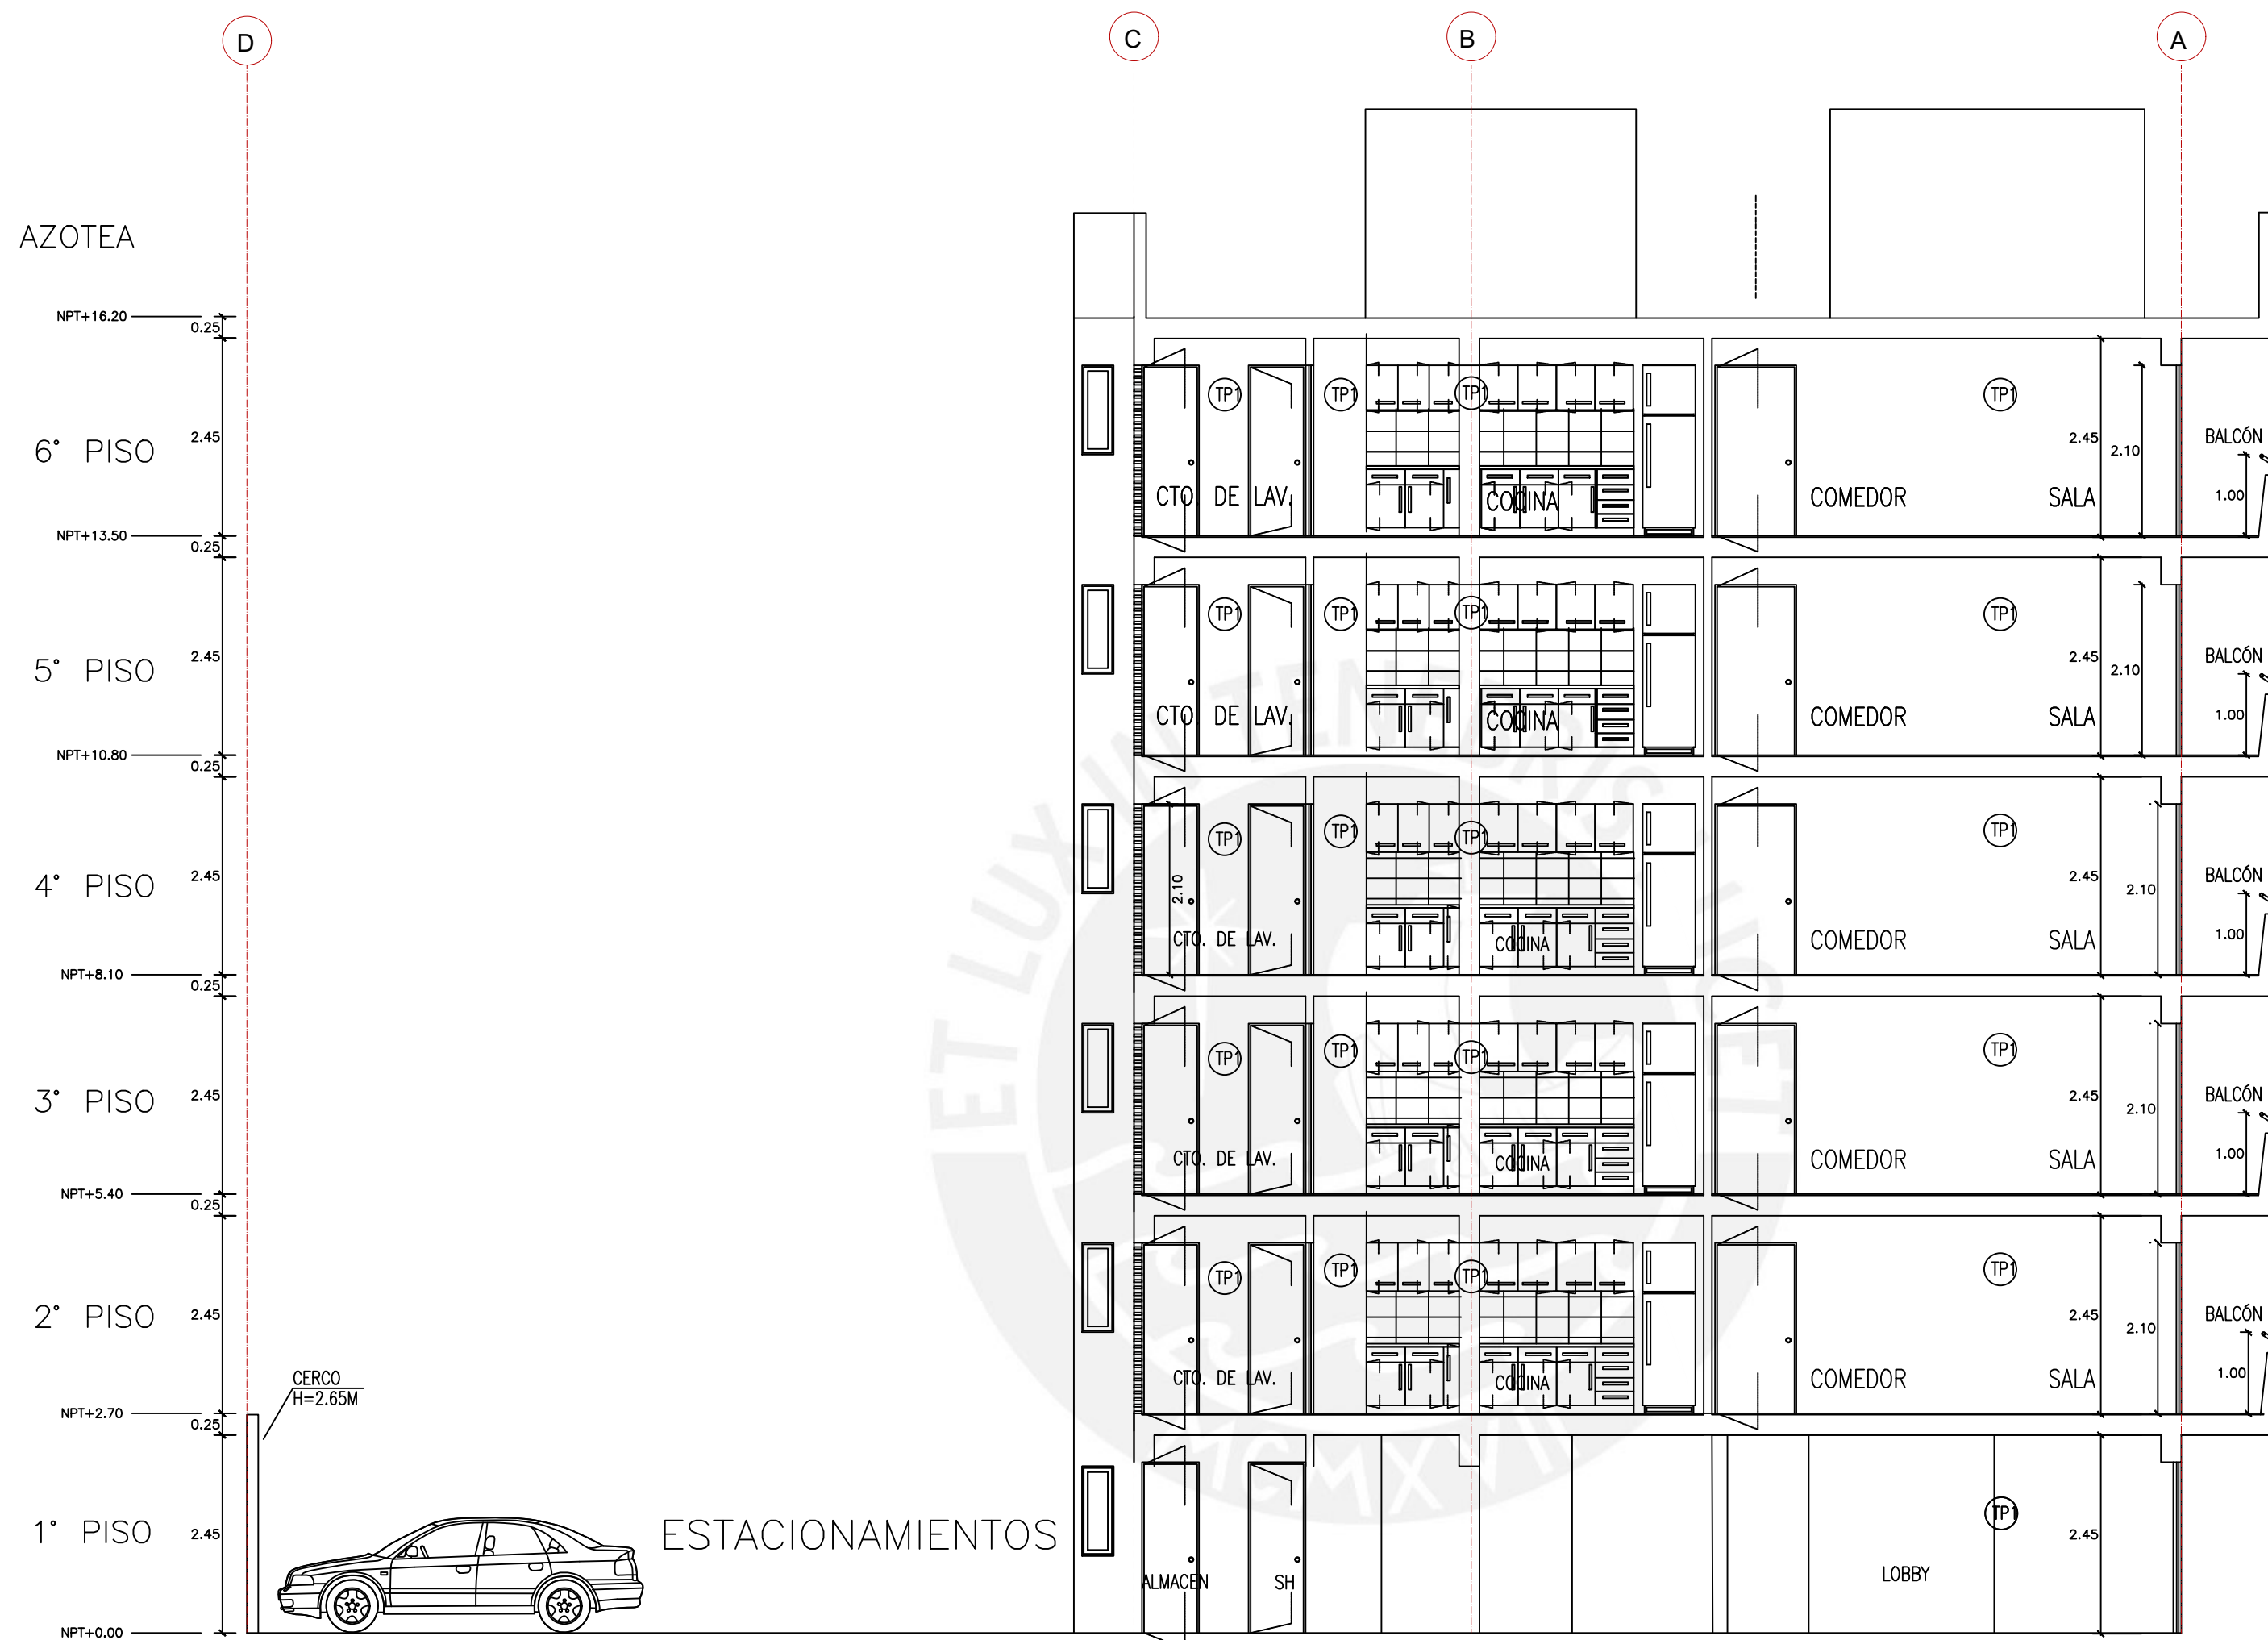 D C B A
AZOTEA
NPT+16.20
0.25
6° PISO
2.45
TP1 TP1 TP1 TP1
CTO. DE LAV. COCINA COMEDOR SALA
2.45 2.10
BALCÓN
1.00
NPT+13.50
0.25
5° PISO
2.45
TP1 TP1 TP1 TP1
CTO. DE LAV. COCINA COMEDOR SALA
2.45 2.10
BALCÓN
1.00
NPT+10.80
0.25
4° PISO
2.45
TP1 TP1 TP1 TP1
2.10
CTO. DE LAV. COCINA COMEDOR SALA
2.45 2.10
BALCÓN
1.00
NPT+8.10
0.25
3° PISO
2.45
TP1 TP1 TP1 TP1
CTO. DE LAV. COCINA COMEDOR SALA
2.45 2.10
BALCÓN
1.00
NPT+5.40
0.25
2° PISO
2.45
TP1 TP1 TP1 TP1
CTO. DE LAV. COCINA COMEDOR SALA
2.45 2.10
BALCÓN
1.00
NPT+2.70
0.25
CERCO
H=2.65M
1° PISO
2.45
ESTACIONAMIENTOS
ALMACEN SH
TP1
LOBBY
2.45
NPT+0.00
ET LUX IN TENEBRIS LVCET
MCMXVII